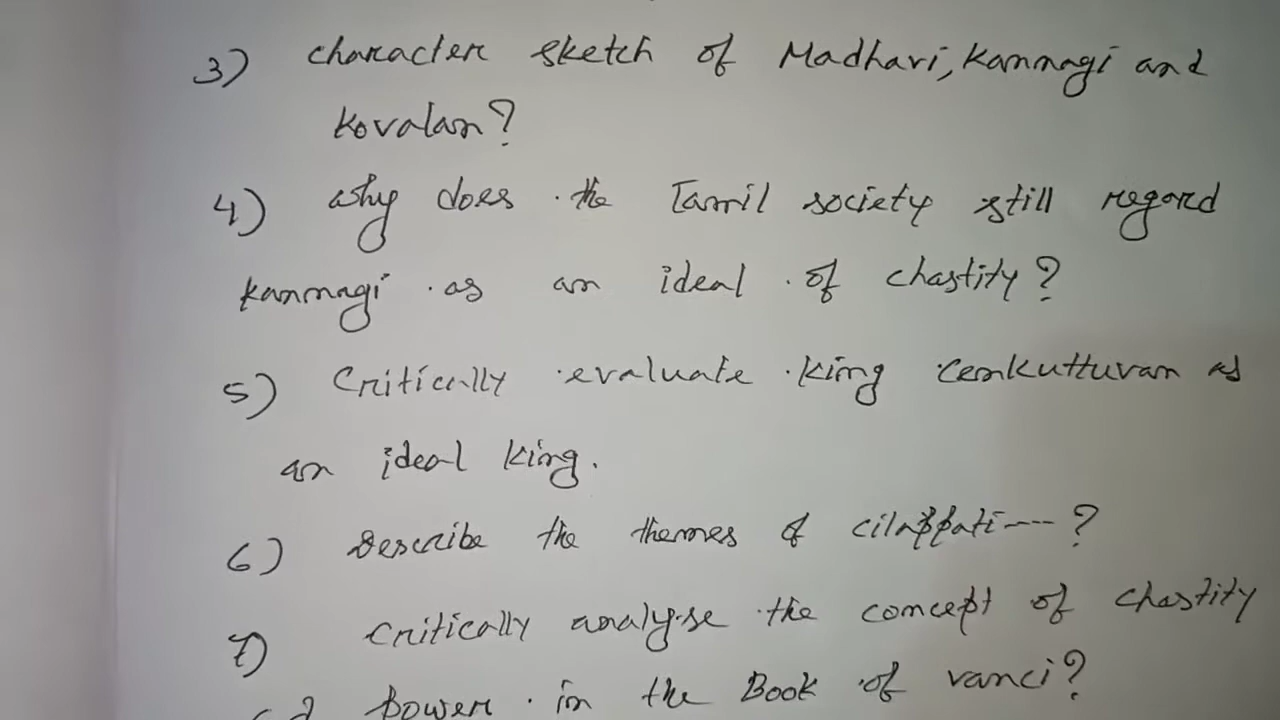 3) character sketch of Madhavi, Kannagi and
Kovalan?
4) why does the Tamil society still regard
Kannagi as an ideal of chastity?
5) Critically evaluate king cenkuttuvan as
an ideal king.
6) Describe the themes of cilappati---?
7) critically analyse the concept of chastity
power in the Book of vanci?